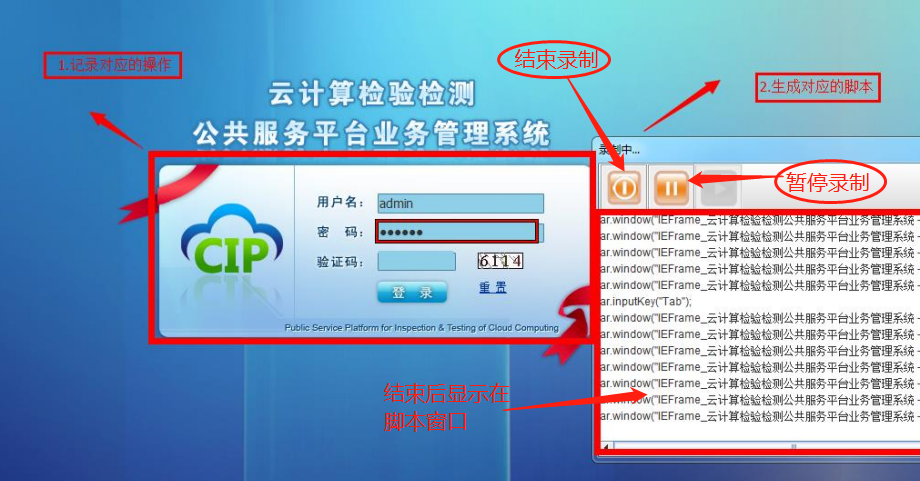 1.记录对应的操作
结束录制
2.生成对应的脚本
云计算检验检测
公共服务平台业务管理系统
录制中...
暂停录制
CIP
用户名: admin
密 码: ●●●●●●
验证码: 6114
登 录 重 置
Public Service Platform for Inspection & Testing of Cloud Computing
ar.window("IEFrame_云计算检验检测公共服务平台业务管理系统 -
ar.window("IEFrame_云计算检验检测公共服务平台业务管理系统 -
ar.window("IEFrame_云计算检验检测公共服务平台业务管理系统 -
ar.window("IEFrame_云计算检验检测公共服务平台业务管理系统 -
ar.window("IEFrame_云计算检验检测公共服务平台业务管理系统 -
ar.inputKey("Tab");
ar.window("IEFrame_云计算检验检测公共服务平台业务管理系统 -
ar.window("IEFrame_云计算检验检测公共服务平台业务管理系统 -
ar.window("IEFrame_云计算检验检测公共服务平台业务管理系统 -
ar.window("IEFrame_云计算检验检测公共服务平台业务管理系统 -
ar.window("IEFrame_云计算检验检测公共服务平台业务管理系统 -
ar.window("IEFrame_云计算检验检测公共服务平台业务管理系统 -
ar.window("IEFrame_云计算检验检测公共服务平台业务管理系统 -
结束后显示在
脚本窗口